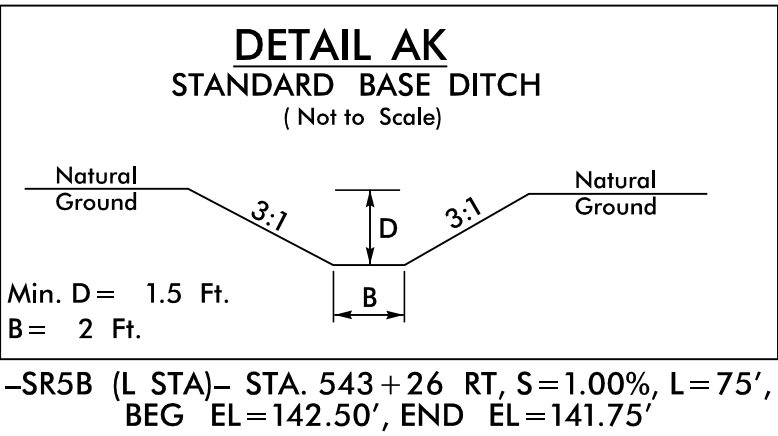 DETAIL AK
STANDARD BASE DITCH
( Not to Scale)
Natural
Ground
3:1
D
3:1
Natural
Ground
Min. D = 1.5 Ft.
B
B = 2 Ft.
–SR5B (L STA)– STA. 543+26 RT, S=1.00%, L=75',
BEG EL=142.50', END EL=141.75'